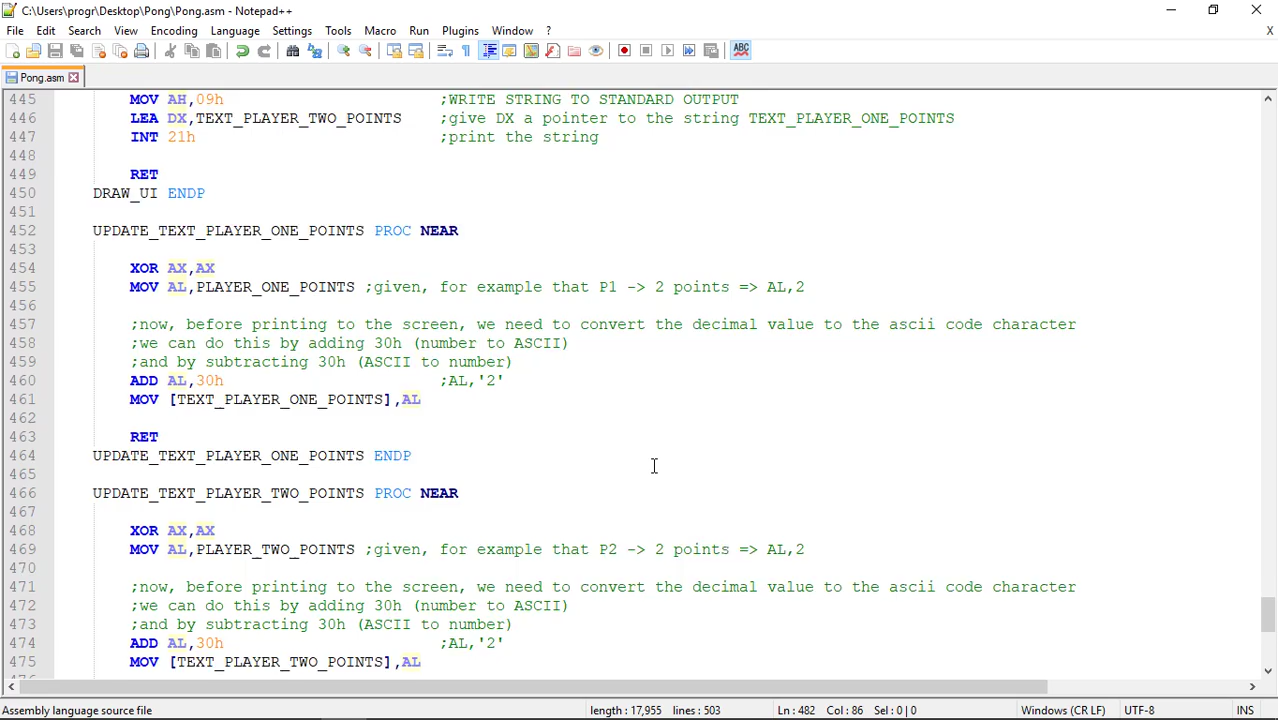 C:\Users\progr\Desktop\Pong\Pong.asm - Notepad++
File Edit Search View Encoding Language Settings Tools Macro Run Plugins Window ? X
ABC
Pong.asm
445 MOV AH,09h ;WRITE STRING TO STANDARD OUTPUT
446 LEA DX,TEXT_PLAYER_TWO_POINTS ;give DX a pointer to the string TEXT_PLAYER_ONE_POINTS
447 INT 21h ;print the string
448
449 RET
450 DRAW_UI ENDP
451
452 UPDATE_TEXT_PLAYER_ONE_POINTS PROC NEAR
453
454 XOR AX,AX
455 MOV AL,PLAYER_ONE_POINTS ;given, for example that P1 -> 2 points => AL,2
456
457 ;now, before printing to the screen, we need to convert the decimal value to the ascii code character
458 ;we can do this by adding 30h (number to ASCII)
459 ;and by subtracting 30h (ASCII to number)
460 ADD AL,30h ;AL,'2'
461 MOV [TEXT_PLAYER_ONE_POINTS],AL
462
463 RET
464 UPDATE_TEXT_PLAYER_ONE_POINTS ENDP
465
466 UPDATE_TEXT_PLAYER_TWO_POINTS PROC NEAR
467
468 XOR AX,AX
469 MOV AL,PLAYER_TWO_POINTS ;given, for example that P2 -> 2 points => AL,2
470
471 ;now, before printing to the screen, we need to convert the decimal value to the ascii code character
472 ;we can do this by adding 30h (number to ASCII)
473 ;and by subtracting 30h (ASCII to number)
474 ADD AL,30h ;AL,'2'
475 MOV [TEXT_PLAYER_TWO_POINTS],AL
Assembly language source file length : 17,955 lines : 503 Ln : 482 Col : 86 Sel : 0 | 0 Windows (CR LF) UTF-8 INS